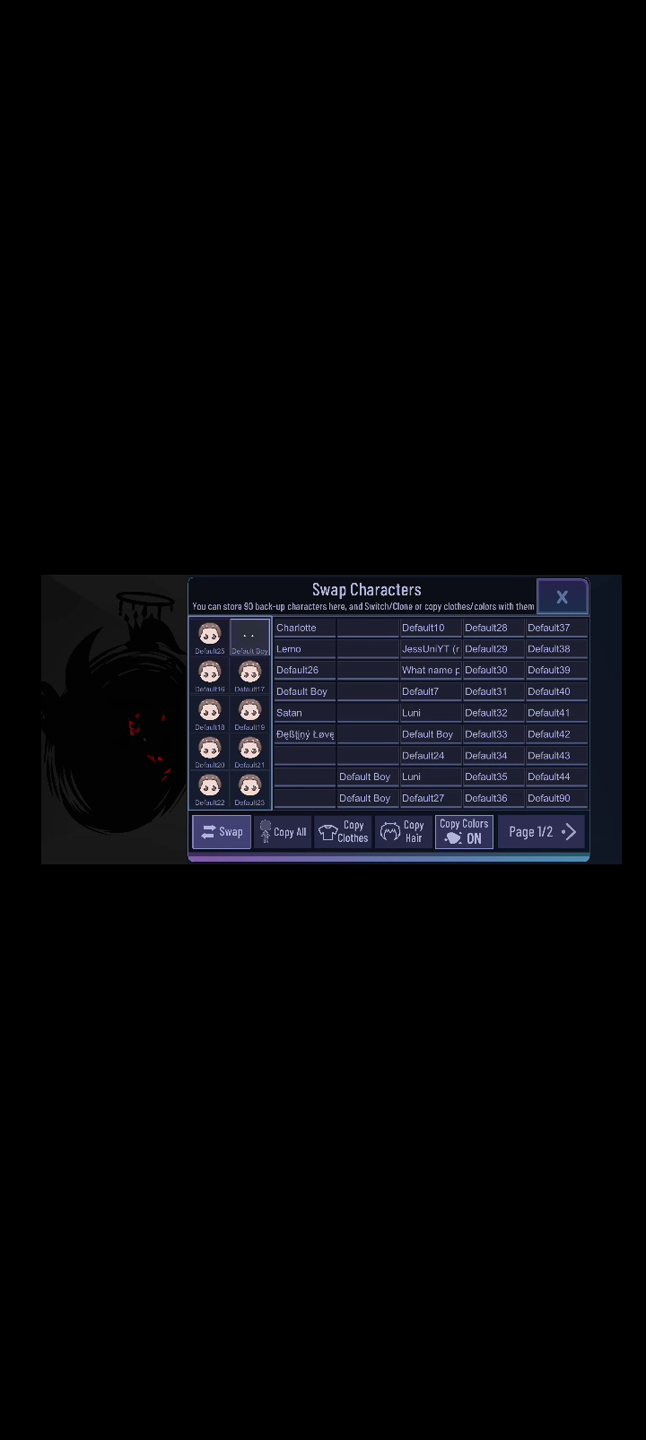 Swap Characters
You can store 90 back-up characters here, and Switch/Clone or copy clothes/colors with them
X
Default25 Default Boy
Default16 Default17
Default18 Default19
Default20 Default21
Default22 Default23
Charlotte Default10 Default28 Default37
Lemo JessUniYT (r Default29 Default38
Default26 What name p Default30 Default39
Default Boy Default7 Default31 Default40
Satan Luni Default32 Default41
Default Boy Default33 Default42
Default24 Default34 Default43
Default Boy Luni Default35 Default44
Default Boy Default27 Default36 Default90
Swap
Copy All
Copy
Clothes
Copy
Hair
Copy Colors
ON
Page 1/2